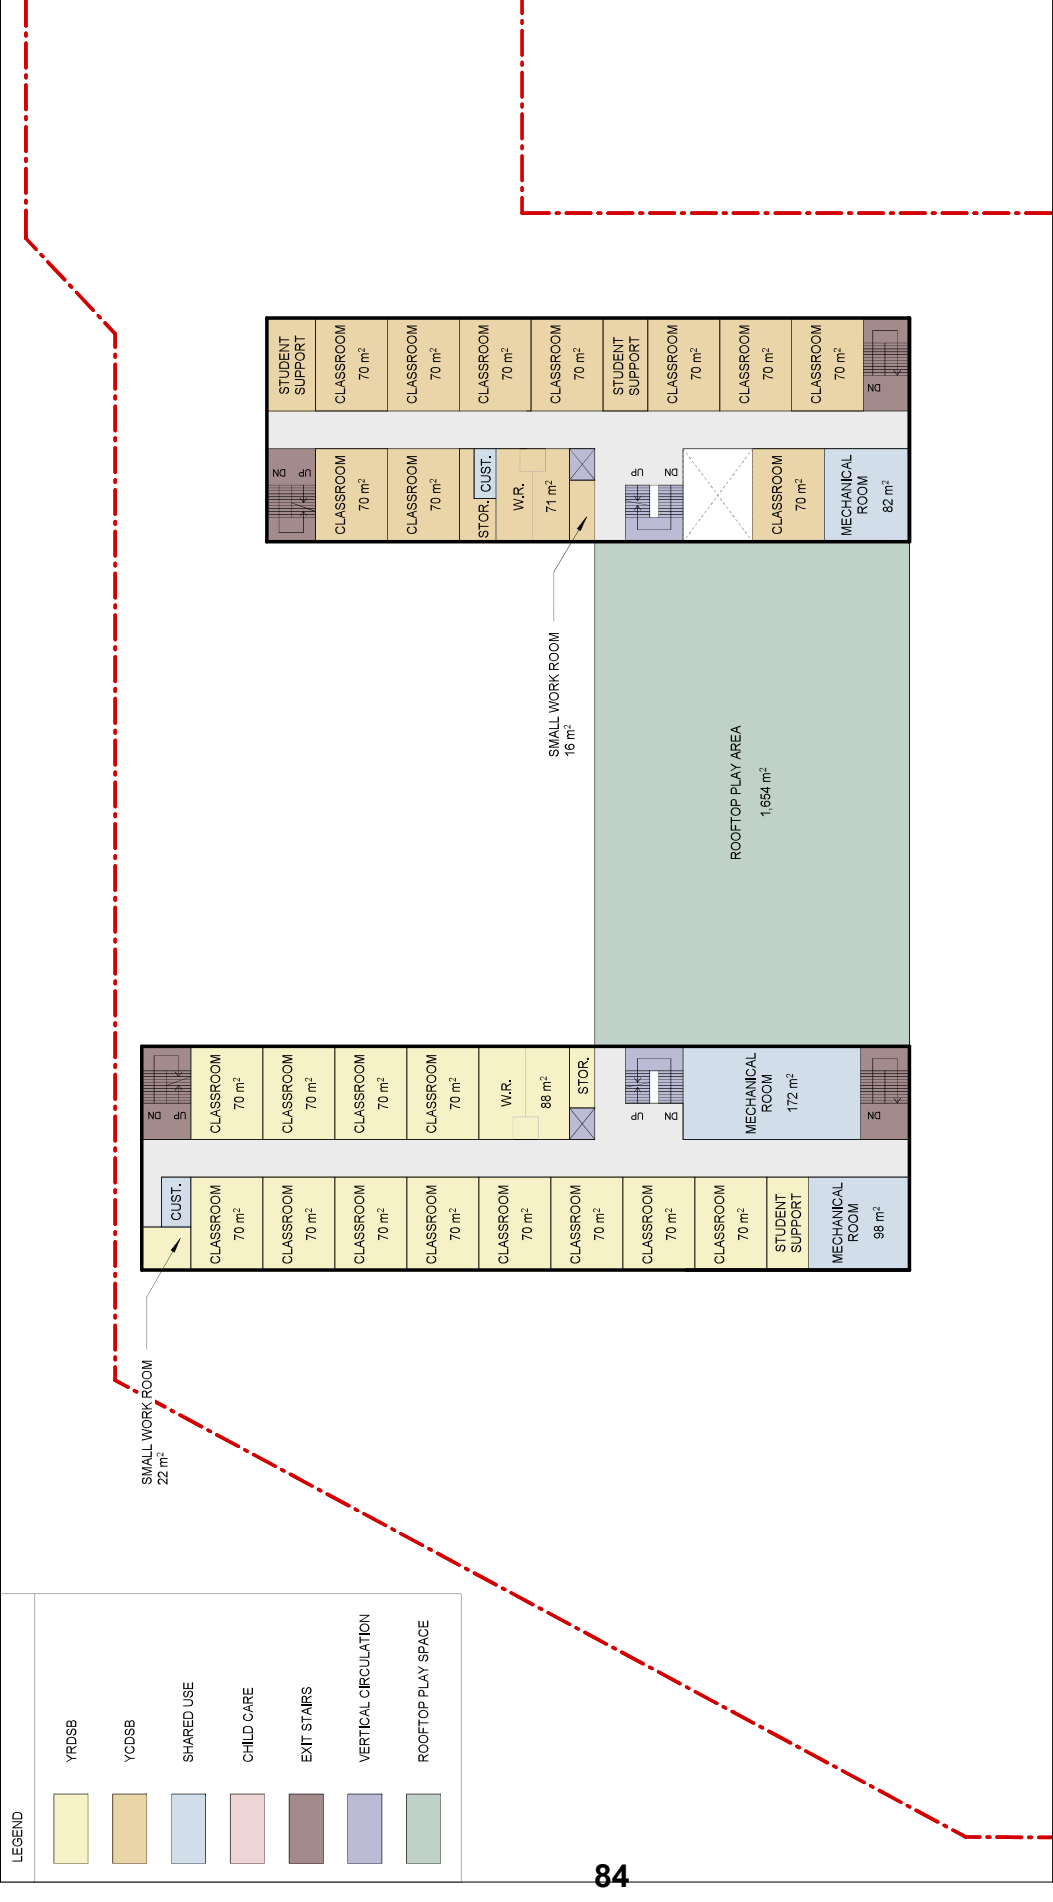 STUDENT
SUPPORT
CLASSROOM
70 m²
CLASSROOM
70 m²
CLASSROOM
70 m²
CLASSROOM
70 m²
STUDENT
SUPPORT
CLASSROOM
70 m²
CLASSROOM
70 m²
CLASSROOM
70 m²
DN
DN
UP
CLASSROOM
70 m²
CLASSROOM
70 m²
STOR.
CUST.
W.R.
71 m²
UP
DN
CLASSROOM
70 m²
MECHANICAL
ROOM
82 m²
SMALL WORK ROOM
16 m²
ROOFTOP PLAY AREA
1,654 m²
DN
UP
CLASSROOM
70 m²
CLASSROOM
70 m²
CLASSROOM
70 m²
CLASSROOM
70 m²
W.R.
88 m²
STOR.
UP
DN
MECHANICAL
ROOM
172 m²
DN
CUST.
CLASSROOM
70 m²
CLASSROOM
70 m²
CLASSROOM
70 m²
CLASSROOM
70 m²
CLASSROOM
70 m²
CLASSROOM
70 m²
CLASSROOM
70 m²
CLASSROOM
70 m²
STUDENT
SUPPORT
MECHANICAL
ROOM
98 m²
SMALL WORK ROOM
22 m²
LEGEND
YRDSB
YCDSB
SHARED USE
CHILD CARE
EXIT STAIRS
VERTICAL CIRCULATION
ROOFTOP PLAY SPACE
84